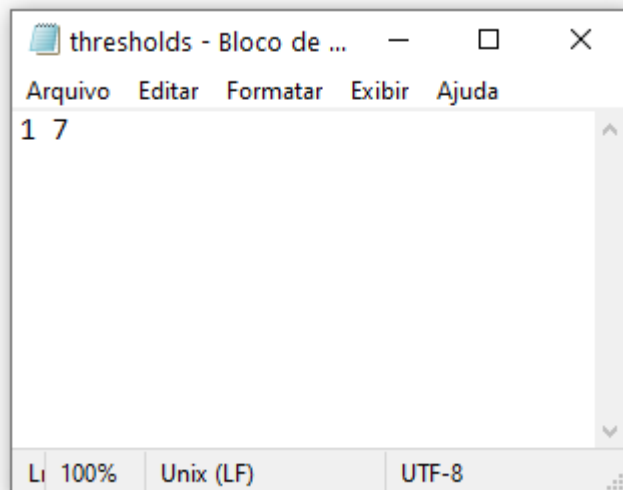 thresholds - Bloco de ...
Arquivo Editar Formatar Exibir Ajuda
1 7
100% Unix (LF) UTF-8